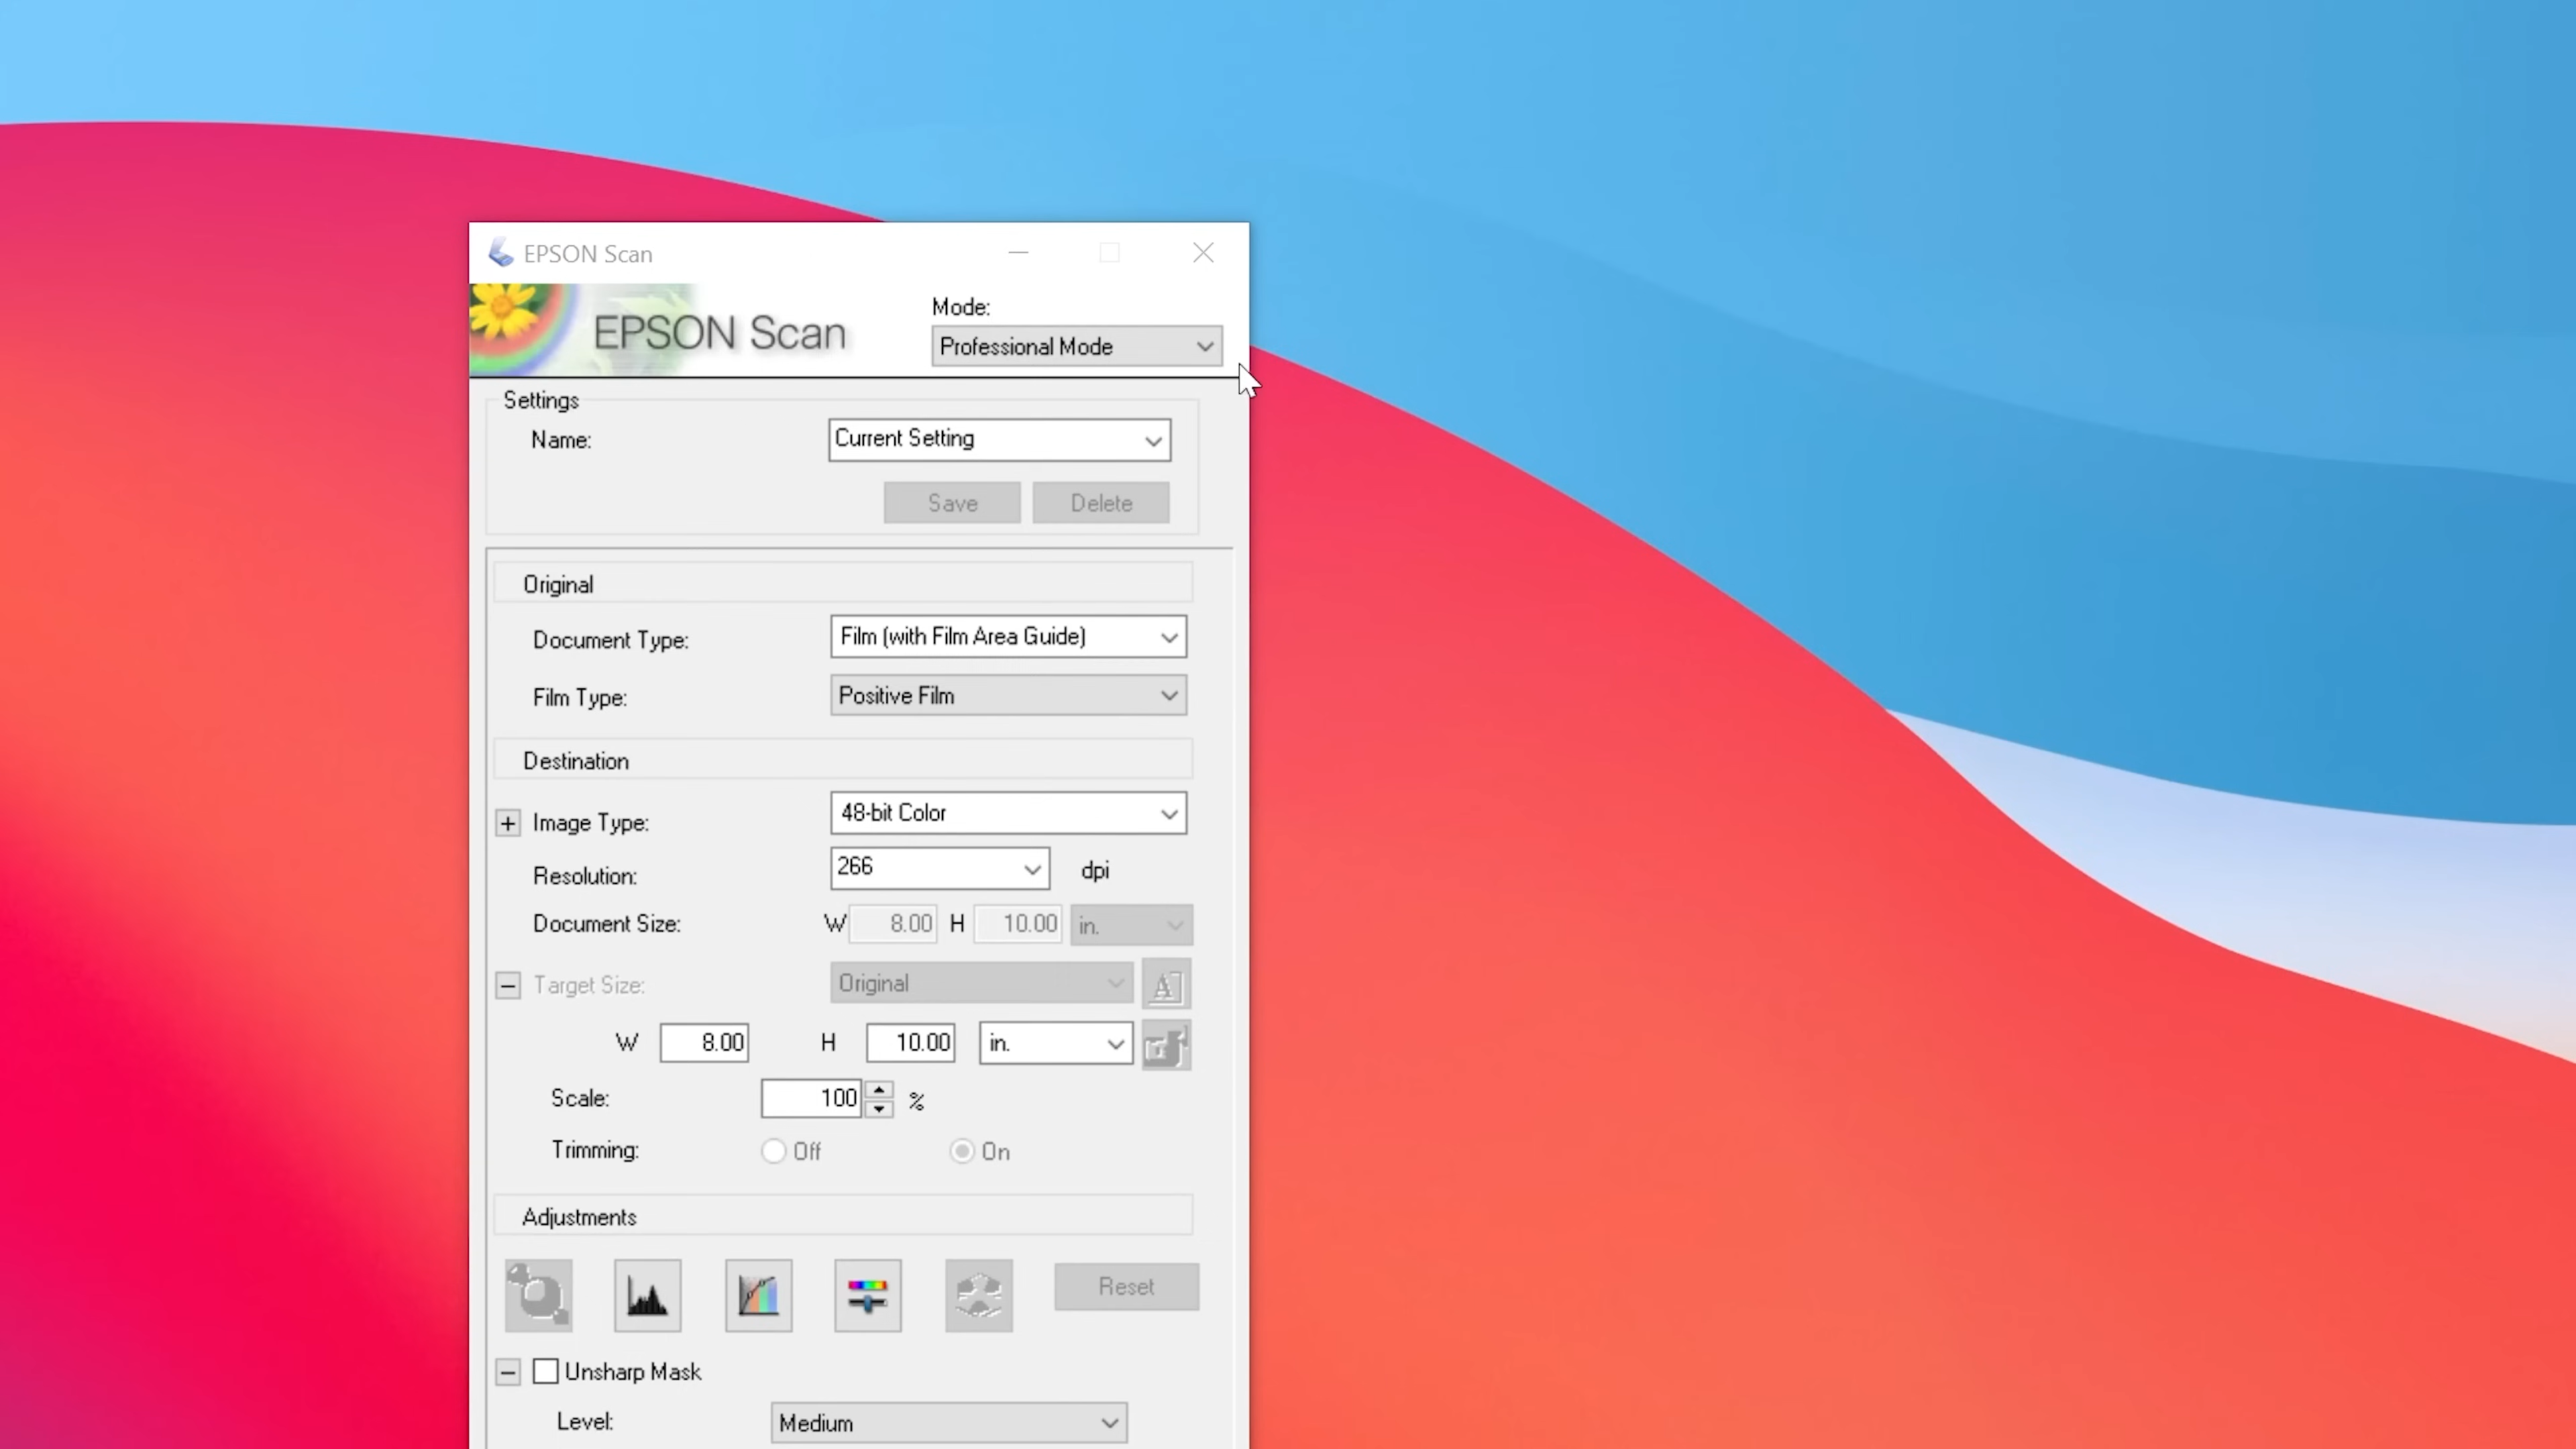 EPSON Scan
EPSON Scan
Mode:
Professional Mode
Settings
Name: Current Setting
Save Delete
Original
Document Type: Film (with Film Area Guide)
Film Type: Positive Film
Destination
+ Image Type: 48-bit Color
Resolution: 266 dpi
Document Size: W 8.00 H 10.00 in.
− Target Size: Original A
W 8.00 H 10.00 in.
Scale: 100 %
Trimming: Off On
Adjustments
Reset
− Unsharp Mask
Level: Medium